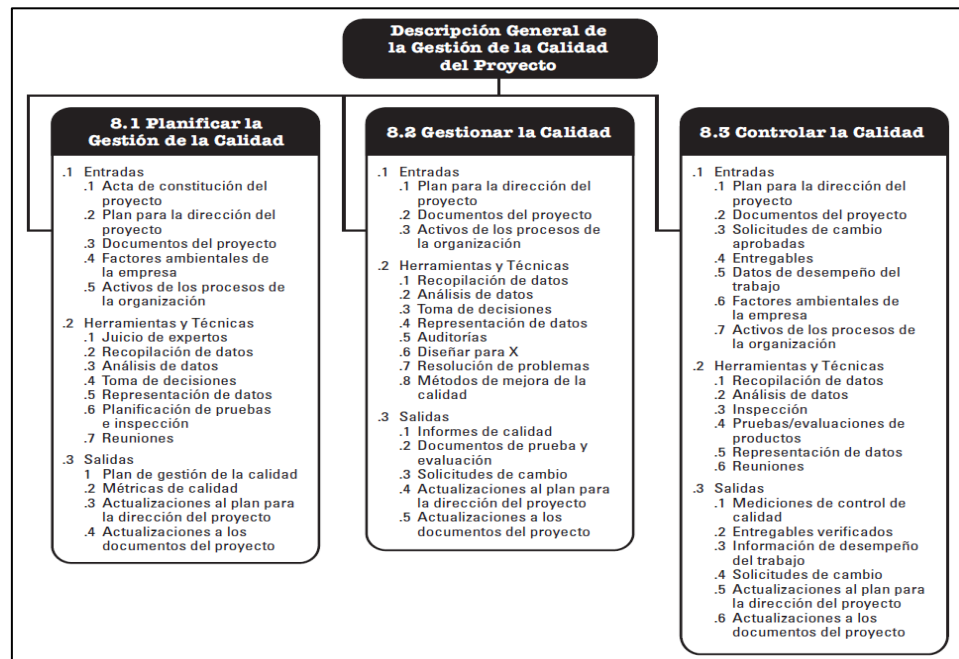 Descripción General de
la Gestión de la Calidad
del Proyecto
8.1 Planificar la
Gestión de la Calidad
.1 Entradas
.1 Acta de constitución del
proyecto
.2 Plan para la dirección del
proyecto
.3 Documentos del proyecto
.4 Factores ambientales de
la empresa
.5 Activos de los procesos de
la organización
.2 Herramientas y Técnicas
.1 Juicio de expertos
.2 Recopilación de datos
.3 Análisis de datos
.4 Toma de decisiones
.5 Representación de datos
.6 Planificación de pruebas
e inspección
.7 Reuniones
.3 Salidas
1 Plan de gestión de la calidad
.2 Métricas de calidad
.3 Actualizaciones al plan para
la dirección del proyecto
.4 Actualizaciones a los
documentos del proyecto
8.2 Gestionar la Calidad
.1 Entradas
.1 Plan para la dirección del
proyecto
.2 Documentos del proyecto
.3 Activos de los procesos de
la organización
.2 Herramientas y Técnicas
.1 Recopilación de datos
.2 Análisis de datos
.3 Toma de decisiones
.4 Representación de datos
.5 Auditorías
.6 Diseñar para X
.7 Resolución de problemas
.8 Métodos de mejora de la
calidad
.3 Salidas
.1 Informes de calidad
.2 Documentos de prueba y
evaluación
.3 Solicitudes de cambio
.4 Actualizaciones al plan para
la dirección del proyecto
.5 Actualizaciones a los
documentos del proyecto
8.3 Controlar la Calidad
.1 Entradas
.1 Plan para la dirección del
proyecto
.2 Documentos del proyecto
.3 Solicitudes de cambio
aprobadas
.4 Entregables
.5 Datos de desempeño del
trabajo
.6 Factores ambientales de
la empresa
.7 Activos de los procesos de
la organización
.2 Herramientas y Técnicas
.1 Recopilación de datos
.2 Análisis de datos
.3 Inspección
.4 Pruebas/evaluaciones de
productos
.5 Representación de datos
.6 Reuniones
.3 Salidas
.1 Mediciones de control de
calidad
.2 Entregables verificados
.3 Información de desempeño
del trabajo
.4 Solicitudes de cambio
.5 Actualizaciones al plan para
la dirección del proyecto
.6 Actualizaciones a los
documentos del proyecto